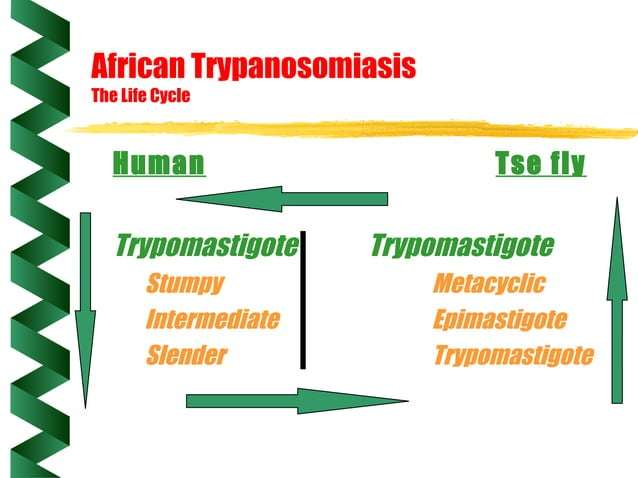 African Trypanosomiasis
The Life Cycle
Human
Tse fly
Trypomastigote
Stumpy
Intermediate
Slender
Trypomastigote
Metacyclic
Epimastigote
Trypomastigote